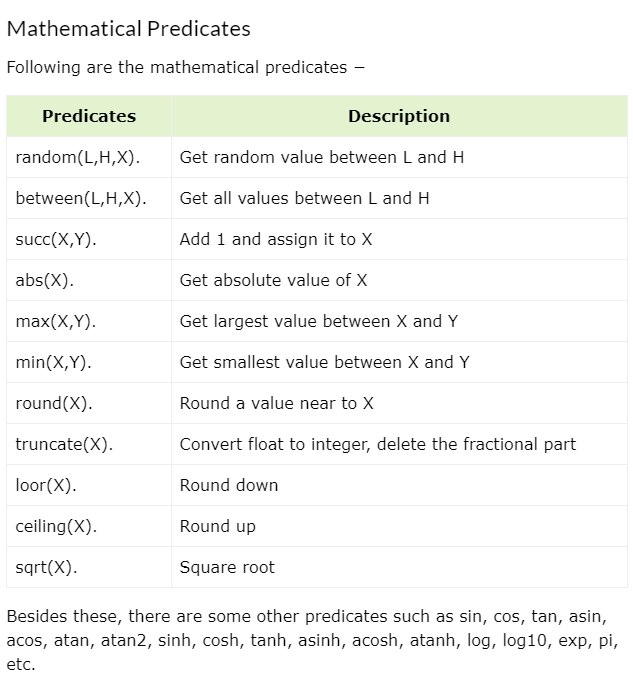 Mathematical Predicates
Following are the mathematical predicates −
Predicates Description
random(L,H,X). Get random value between L and H
between(L,H,X). Get all values between L and H
succ(X,Y). Add 1 and assign it to X
abs(X). Get absolute value of X
max(X,Y). Get largest value between X and Y
min(X,Y). Get smallest value between X and Y
round(X). Round a value near to X
truncate(X). Convert float to integer, delete the fractional part
loor(X). Round down
ceiling(X). Round up
sqrt(X). Square root
Besides these, there are some other predicates such as sin, cos, tan, asin,
acos, atan, atan2, sinh, cosh, tanh, asinh, acosh, atanh, log, log10, exp, pi,
etc.